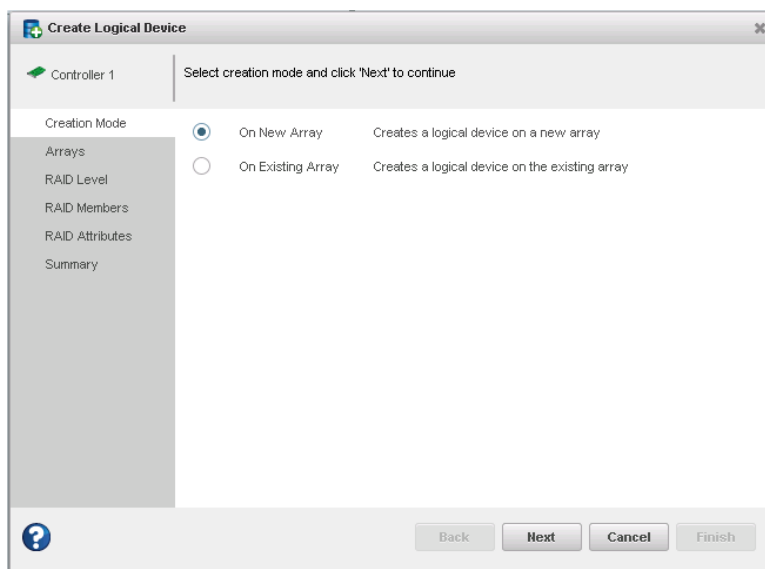 Create Logical Device
Controller 1
Select creation mode and click 'Next' to continue
Creation Mode
Arrays
RAID Level
RAID Members
RAID Attributes
Summary
On New Array Creates a logical device on a new array
On Existing Array Creates a logical device on the existing array
?
Back Next Cancel Finish